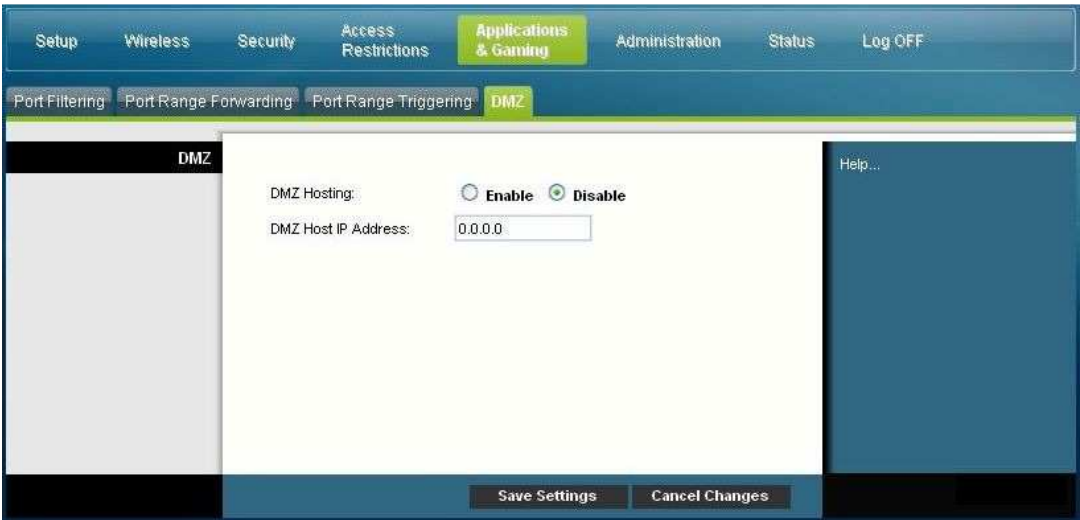 Setup Wireless Security Access Restrictions Applications & Gaming Administration Status Log OFF
Port Filtering Port Range Forwarding Port Range Triggering DMZ
DMZ
Help...
DMZ Hosting: Enable Disable
DMZ Host IP Address: 0.0.0.0
Save Settings Cancel Changes